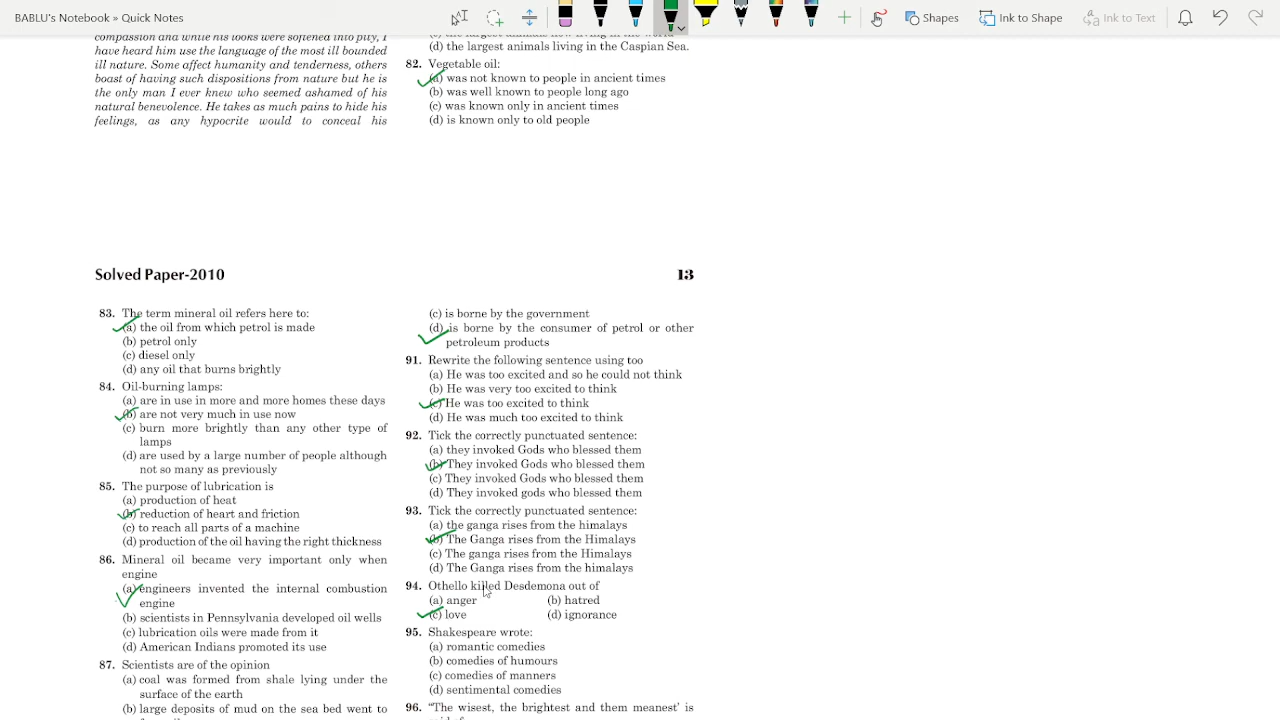 BABLU's Notebook » Quick Notes
Shapes
Ink to Shape
Ink to Text
compassion and while his looks were softened into pity, I
have heard him use the language of the most ill bounded
ill nature. Some affect humanity and tenderness, others
boast of having such dispositions from nature but he is
the only man I ever knew who seemed ashamed of his
natural benevolence. He takes as much pains to hide his
feelings, as any hypocrite would to conceal his
(d) the largest animals living in the Caspian Sea.
82. Vegetable oil:
(a) was not known to people in ancient times
(b) was well known to people long ago
(c) was known only in ancient times
(d) is known only to old people
Solved Paper-2010
13
83. The term mineral oil refers here to:
(a) the oil from which petrol is made
(b) petrol only
(c) diesel only
(d) any oil that burns brightly
84. Oil-burning lamps:
(a) are in use in more and more homes these days
(b) are not very much in use now
(c) burn more brightly than any other type of
lamps
(d) are used by a large number of people although
not so many as previously
85. The purpose of lubrication is
(a) production of heat
(b) reduction of heart and friction
(c) to reach all parts of a machine
(d) production of the oil having the right thickness
86. Mineral oil became very important only when
engine
(a) engineers invented the internal combustion
engine
(b) scientists in Pennsylvania developed oil wells
(c) lubrication oils were made from it
(d) American Indians promoted its use
87. Scientists are of the opinion
(a) coal was formed from shale lying under the
surface of the earth
(b) large deposits of mud on the sea bed went to
(c) is borne by the government
(d) is borne by the consumer of petrol or other
petroleum products
91. Rewrite the following sentence using too
(a) He was too excited and so he could not think
(b) He was very too excited to think
(c) He was too excited to think
(d) He was much too excited to think
92. Tick the correctly punctuated sentence:
(a) they invoked Gods who blessed them
(b) They invoked Gods who blessed them
(c) They invoked Gods who blessed them
(d) They invoked gods who blessed them
93. Tick the correctly punctuated sentence:
(a) the ganga rises from the himalays
(b) The Ganga rises from the Himalays
(c) The ganga rises from the Himalays
(d) The Ganga rises from the himalays
94. Othello killed Desdemona out of
(a) anger (b) hatred
(c) love (d) ignorance
95. Shakespeare wrote:
(a) romantic comedies
(b) comedies of humours
(c) comedies of manners
(d) sentimental comedies
96. "The wisest, the brightest and them meanest' is